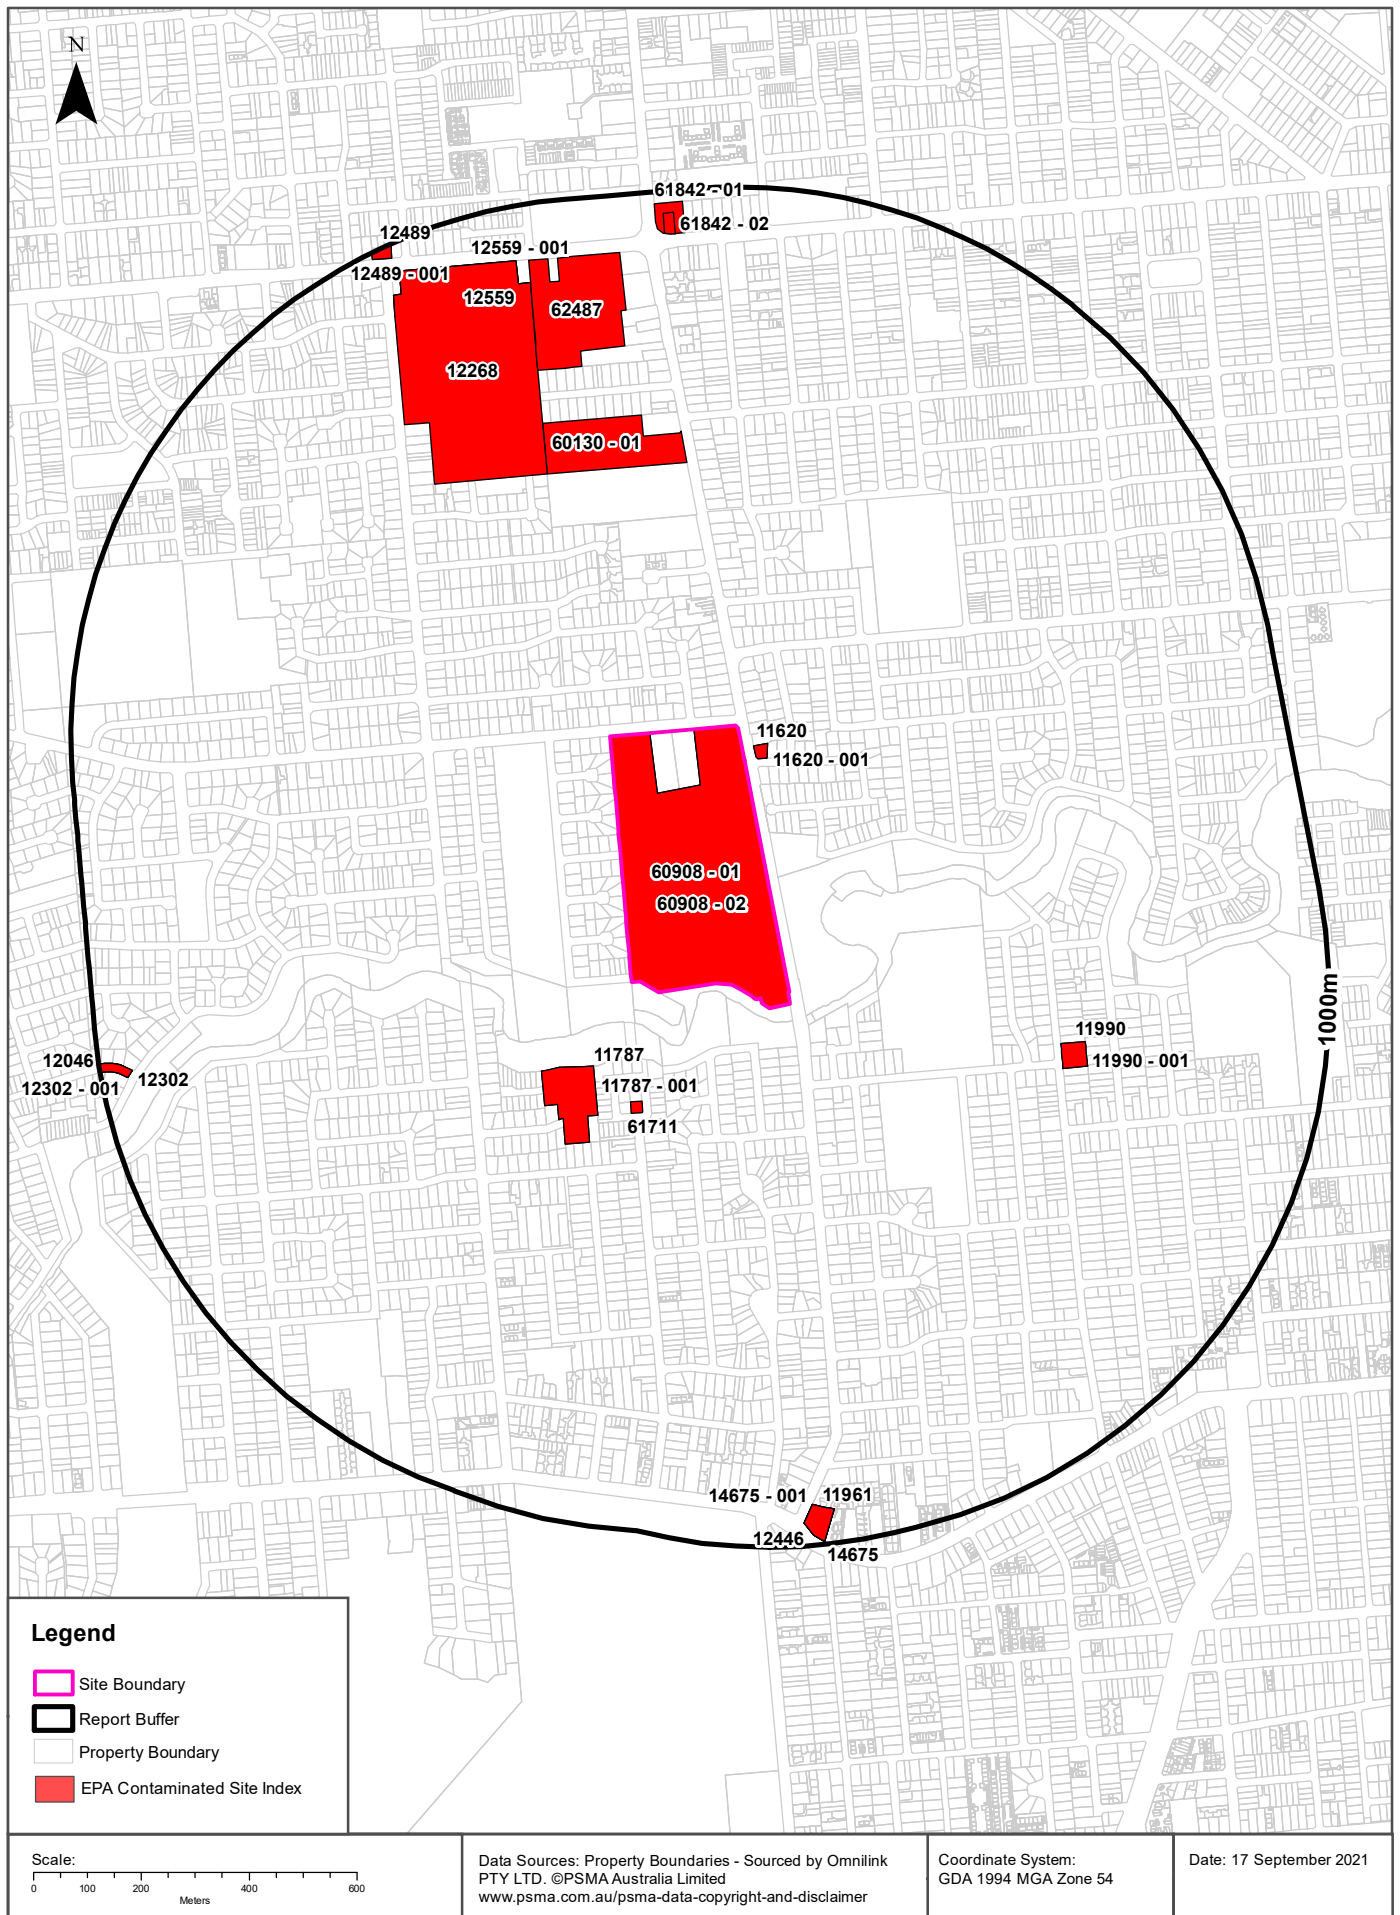 N
61842 - 01
61842 - 02
12489
12559 - 001
12489 - 001
12559
62487
12268
60130 - 01
11620
11620 - 001
60908 - 01
60908 - 02
1000m
11990
11990 - 001
12046
12302
12302 - 001
11787
11787 - 001
61711
14675 - 001
11961
12446
14675
Legend
Site Boundary
Report Buffer
Property Boundary
EPA Contaminated Site Index
Scale:
0 100 200 400 600
Meters
Data Sources: Property Boundaries - Sourced by Omnilink
PTY LTD. ©PSMA Australia Limited
www.psma.com.au/psma-data-copyright-and-disclaimer
Coordinate System:
GDA 1994 MGA Zone 54
Date: 17 September 2021